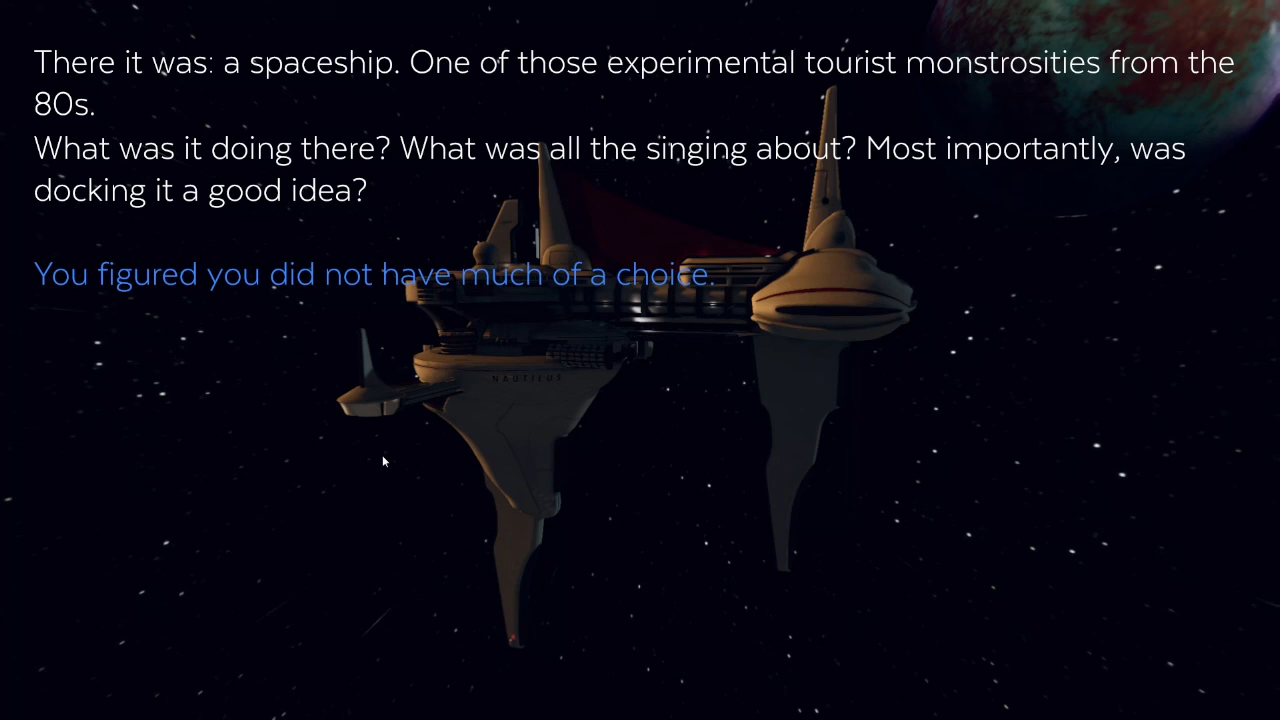 There it was: a spaceship. One of those experimental tourist monstrosities from the
80s.
What was it doing there? What was all the singing about? Most importantly, was
docking it a good idea?
You figured you did not have much of a choice.
NAUTILUS